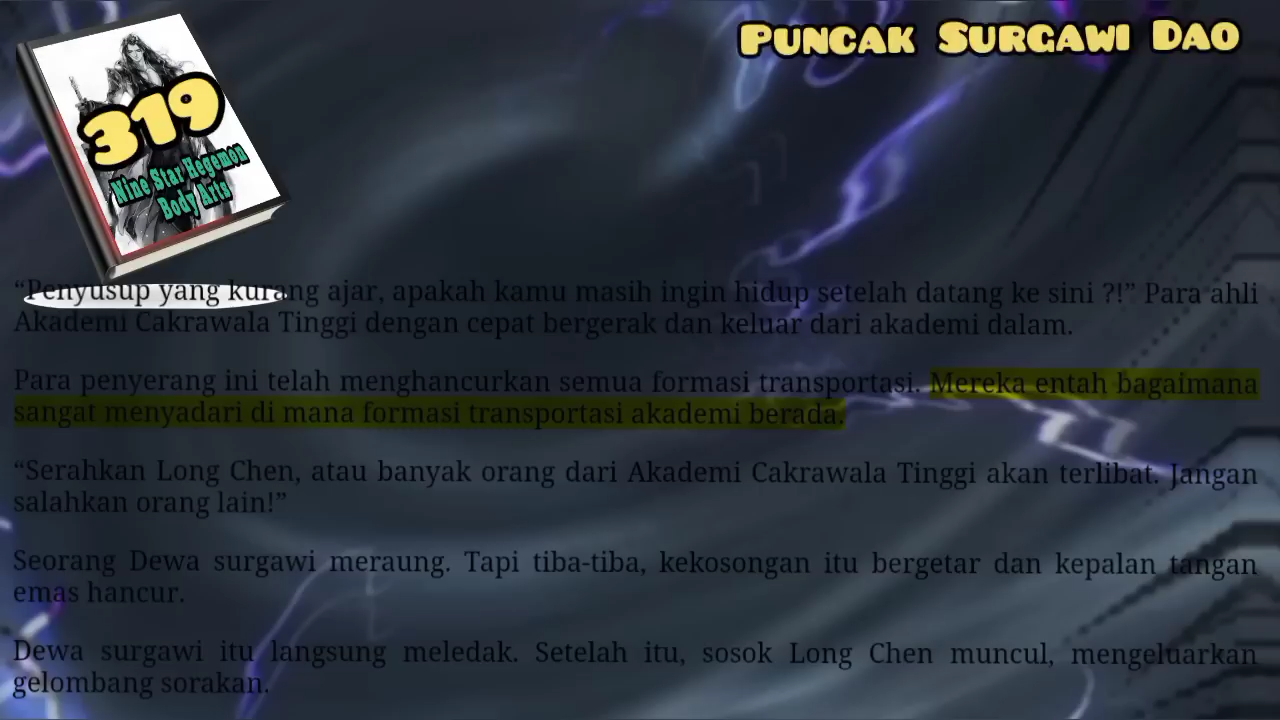 Puncak Surgawi Dao
319
Nine Star Hegemon
Body Arts
“Penyusup yang kurang ajar, apakah kamu masih ingin hidup setelah datang ke sini ?!” Para ahli
Akademi Cakrawala Tinggi dengan cepat bergerak dan keluar dari akademi dalam.
Para penyerang ini telah menghancurkan semua formasi transportasi. Mereka entah bagaimana
sangat menyadari di mana formasi transportasi akademi berada.
“Serahkan Long Chen, atau banyak orang dari Akademi Cakrawala Tinggi akan terlibat. Jangan
salahkan orang lain!”
Seorang Dewa surgawi meraung. Tapi tiba-tiba, kekosongan itu bergetar dan kepalan tangan
emas hancur.
Dewa surgawi itu langsung meledak. Setelah itu, sosok Long Chen muncul, mengeluarkan
gelombang sorakan.